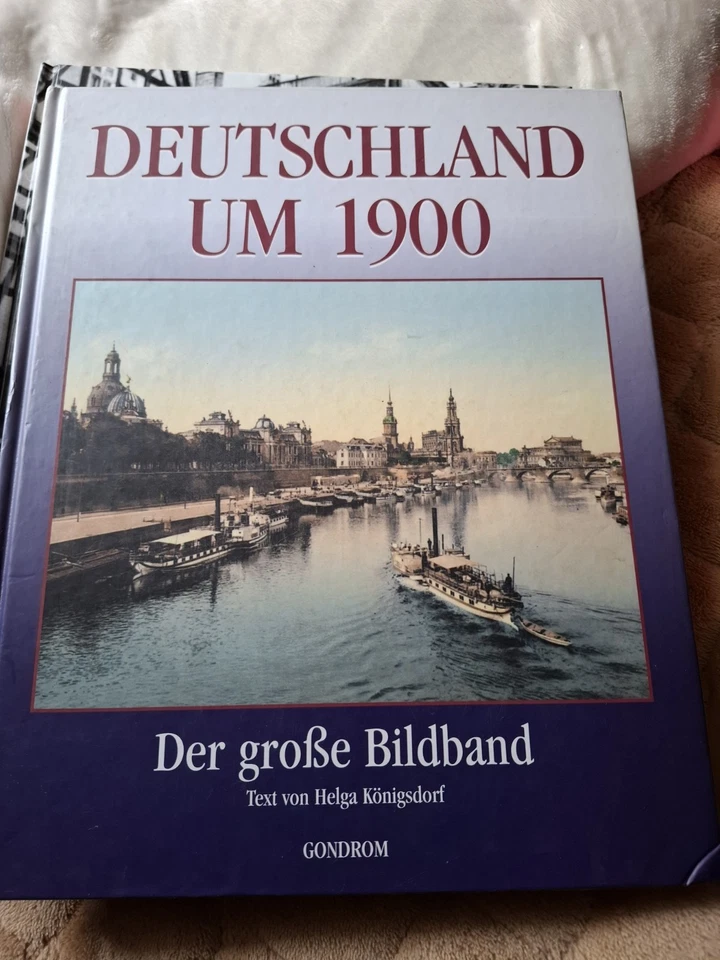 DEUTSCHLAND
UM 1900
Der große Bildband
Text von Helga Königsdorf
GONDROM